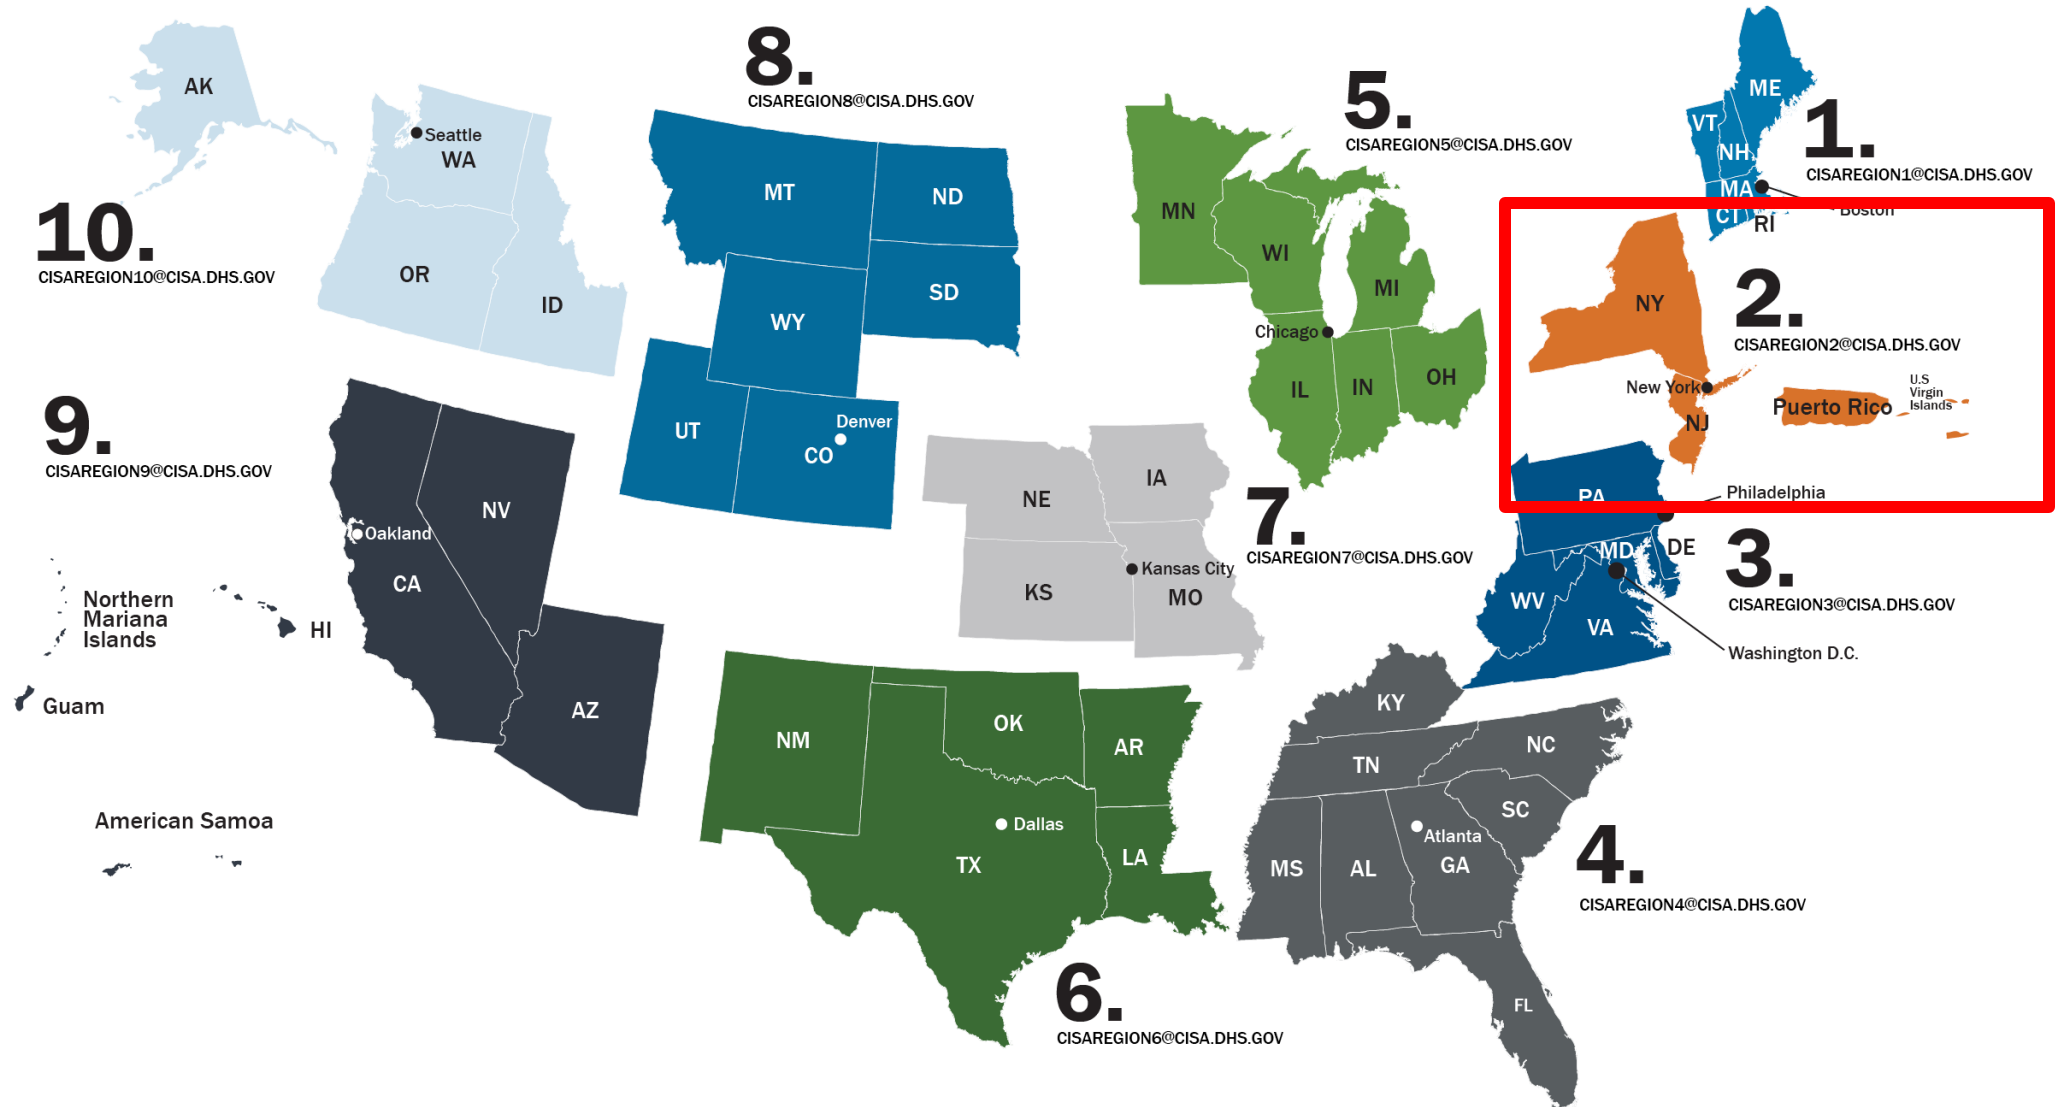 AK
Seattle
WA
10.
CISAREGION10@CISA.DHS.GOV
OR
ID
8.
CISAREGION8@CISA.DHS.GOV
MT
ND
SD
WY
UT
Denver
CO
5.
CISAREGION5@CISA.DHS.GOV
MN
WI
MI
Chicago
IL
IN
OH
ME
VT
NH
MA
CT
RI
Boston
1.
CISAREGION1@CISA.DHS.GOV
NY
2.
CISAREGION2@CISA.DHS.GOV
New York
NJ
Puerto Rico
U.S
Virgin
Islands
9.
CISAREGION9@CISA.DHS.GOV
NV
Oakland
CA
AZ
Northern
Mariana
Islands
HI
Guam
American Samoa
NE
IA
KS
Kansas City
MO
7.
CISAREGION7@CISA.DHS.GOV
PA
Philadelphia
MD
DE
WV
VA
Washington D.C.
3.
CISAREGION3@CISA.DHS.GOV
NM
OK
AR
Dallas
TX
LA
6.
CISAREGION6@CISA.DHS.GOV
KY
TN
NC
SC
MS
AL
Atlanta
GA
FL
4.
CISAREGION4@CISA.DHS.GOV